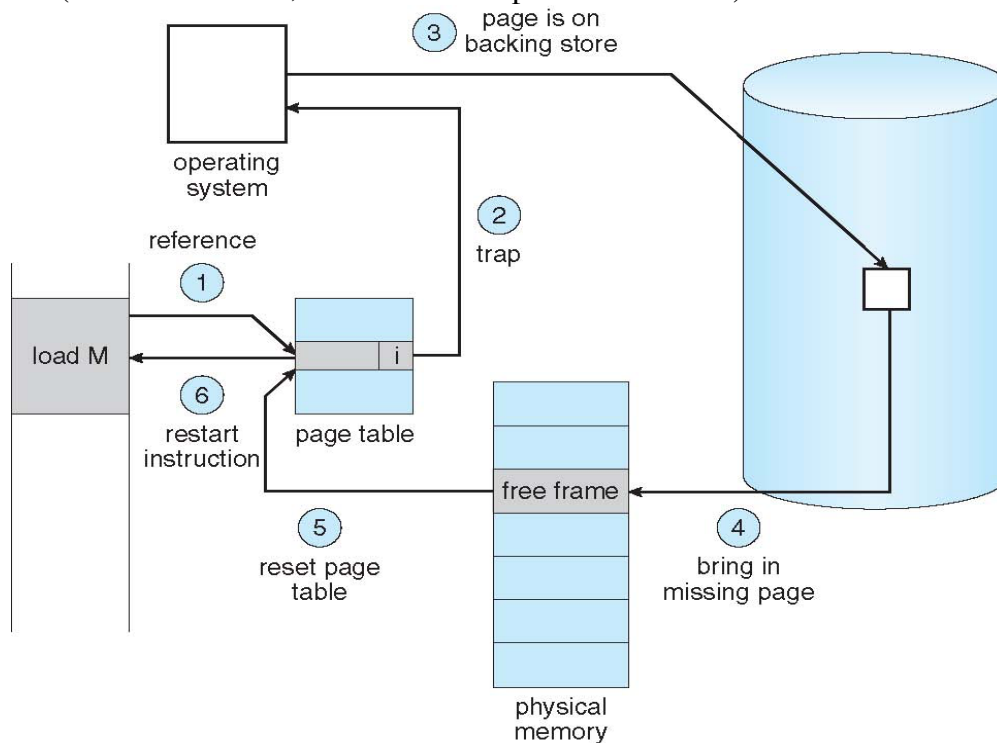 3
page is on
backing store
operating
system
2
trap
reference
1
load M
i
6
restart
instruction
page table
free frame
5
reset page
table
4
bring in
missing page
physical
memory